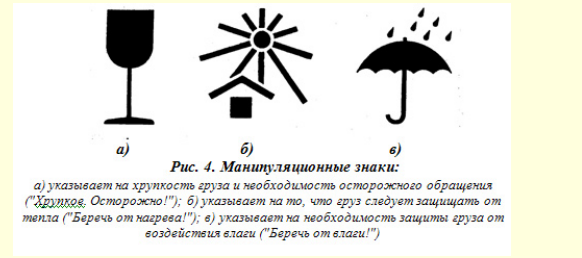 а) б) в)
Рис. 4. Манипуляционные знаки:
а) указывает на хрупкость груза и необходимость осторожного обращения
("Хрупков. Осторожно!"); б) указывает на то, что груз следует защищать от
тепла ("Беречь от нагрева!"); в) указывает на необходимость защиты груза от
воздействия влаги ("Беречь от влаги!")